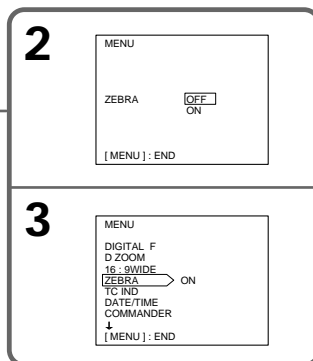 2
MENU
ZEBRA OFF
ON
[ MENU ] : END
3
MENU
DIGITAL F
D ZOOM
16 : 9WIDE
ZEBRA ON
TC IND
DATE/TIME
COMMANDER
↓
[ MENU ] : END